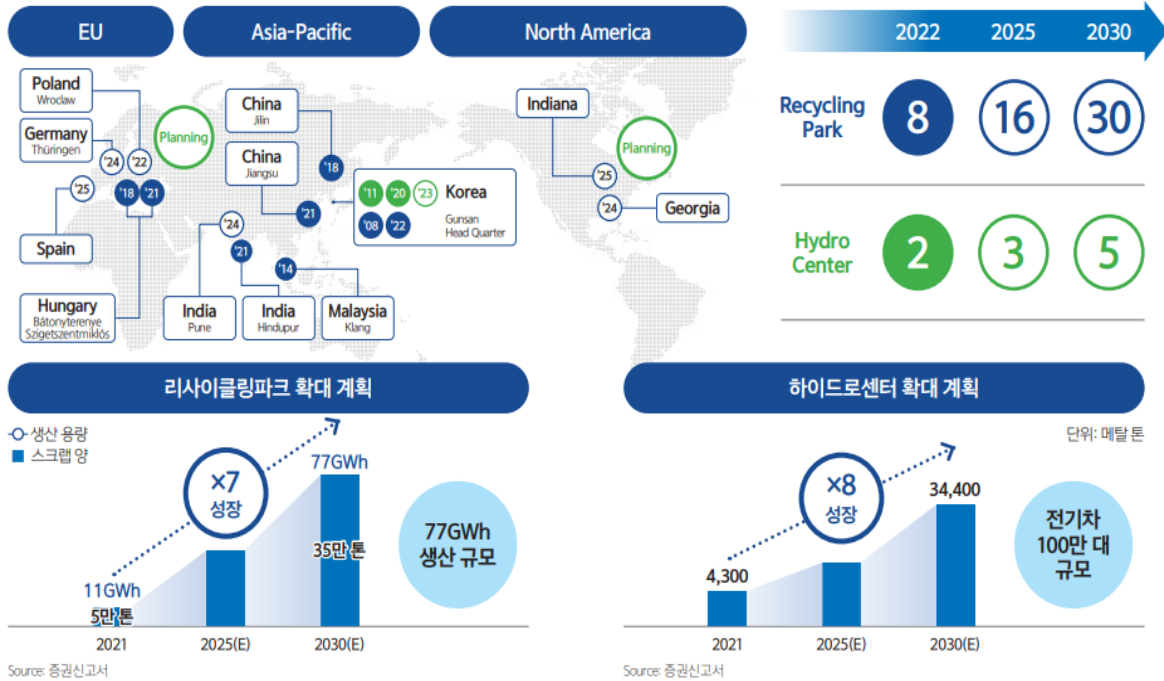 EU
Asia-Pacific
North America
2022
2025
2030
Poland
Wroclaw
Germany
Thüringen
Planning
'24
'22
'25
'18
'21
Spain
Hungary
Bátonyterenye
Szigetszentmiklós
China
Jilin
China
Jiangsu
'18
'21
'11
'20
'23
Korea
'08
'22
Gunsan
Head Quarter
'24
'21
'14
India
Pune
India
Hindupur
Malaysia
Klang
Indiana
Planning
'25
'24
Georgia
Recycling
Park
8
16
30
Hydro
Center
2
3
5
리사이클링파크 확대 계획
생산 용량
스크랩 양
×7
성장
77GWh
35만 톤
11GWh
5만 톤
77GWh
생산 규모
2021
2025(E)
2030(E)
Source: 증권신고서
하이드로센터 확대 계획
단위: 메탈 톤
×8
성장
34,400
4,300
전기차
100만 대
규모
2021
2025(E)
2030(E)
Source: 증권신고서